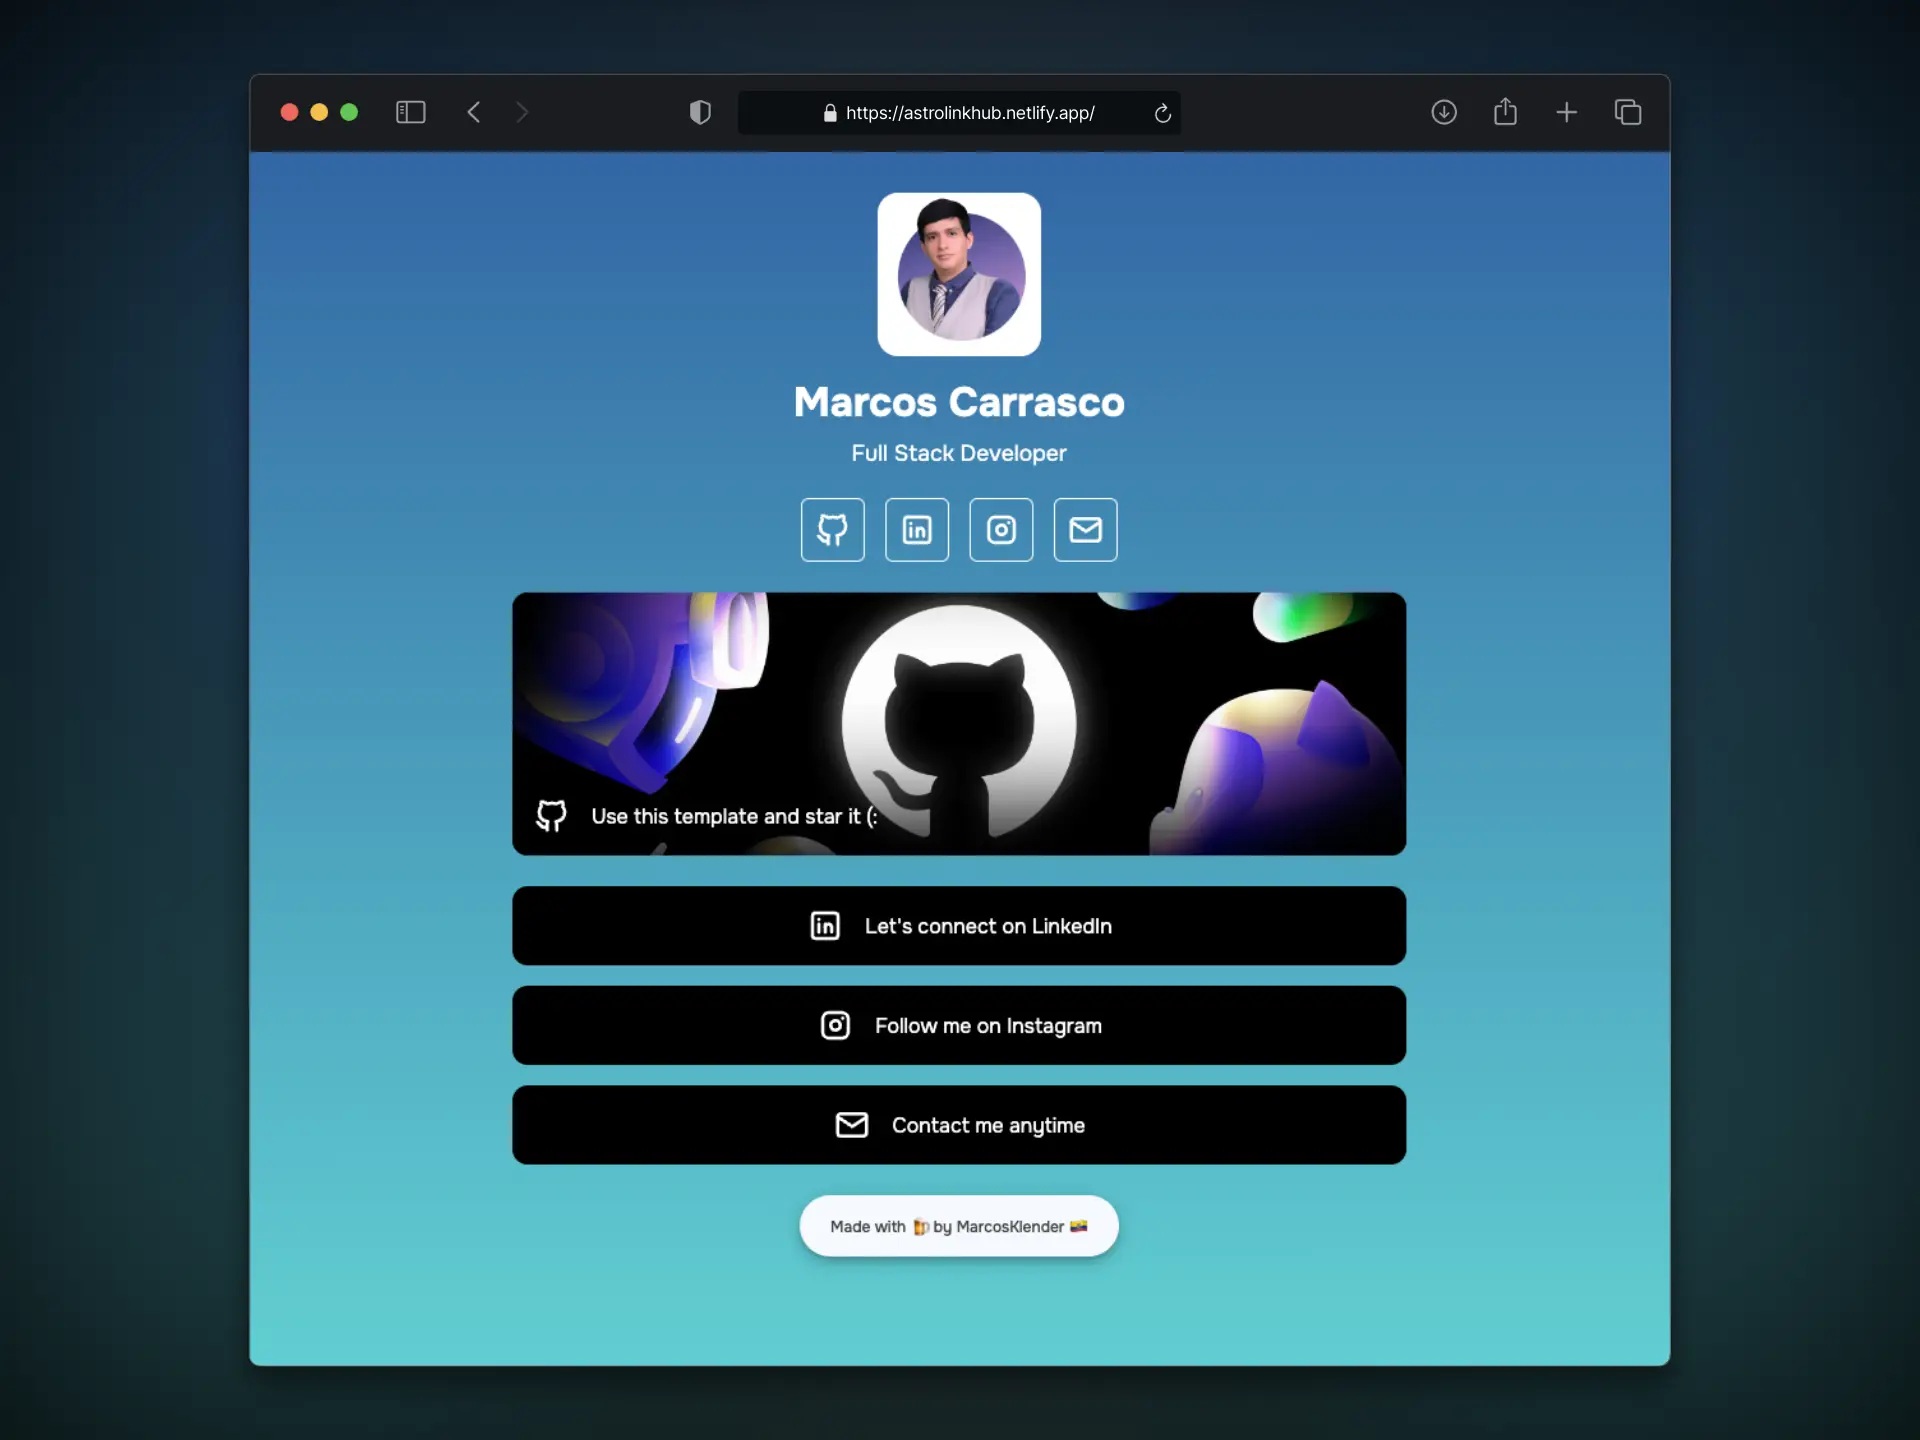 https://astrolinkhub.netlify.app/
Marcos Carrasco
Full Stack Developer
Use this template and star it (:
Let's connect on LinkedIn
Follow me on Instagram
Contact me anytime
Made with 🍻 by MarcosKlender 🇪🇨